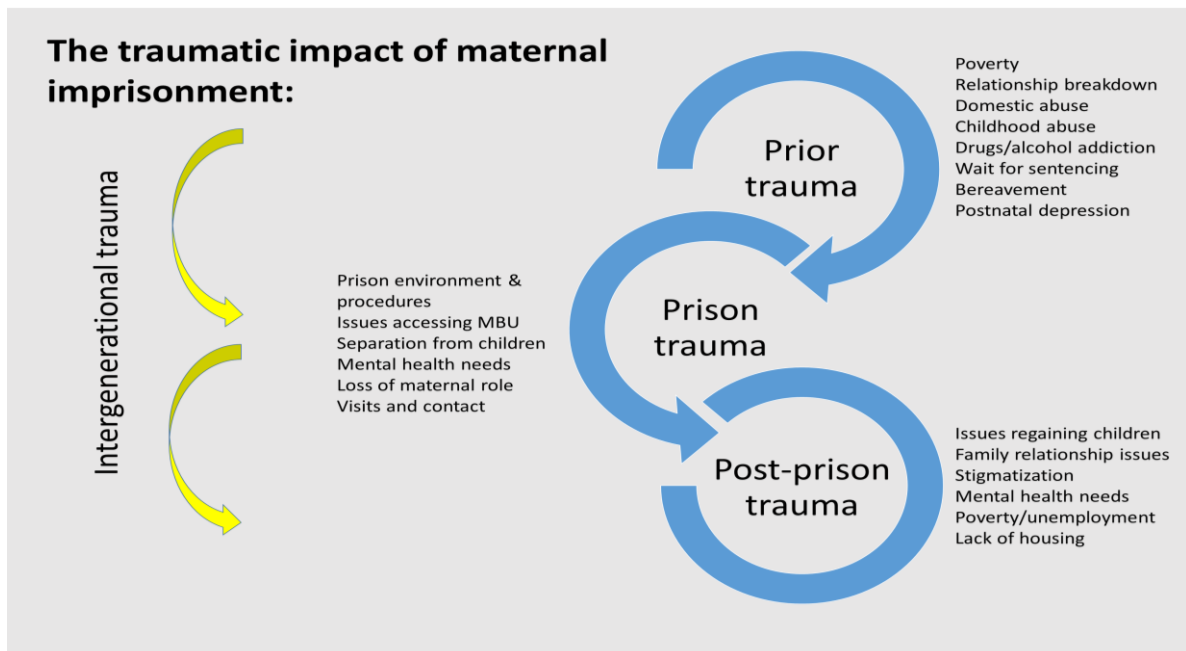 The traumatic impact of maternal
imprisonment:
Intergenerational trauma
Prior
trauma
Poverty
Relationship breakdown
Domestic abuse
Childhood abuse
Drugs/alcohol addiction
Wait for sentencing
Bereavement
Postnatal depression
Prison environment &
procedures
Issues accessing MBU
Separation from children
Mental health needs
Loss of maternal role
Visits and contact
Prison
trauma
Post-prison
trauma
Issues regaining children
Family relationship issues
Stigmatization
Mental health needs
Poverty/unemployment
Lack of housing